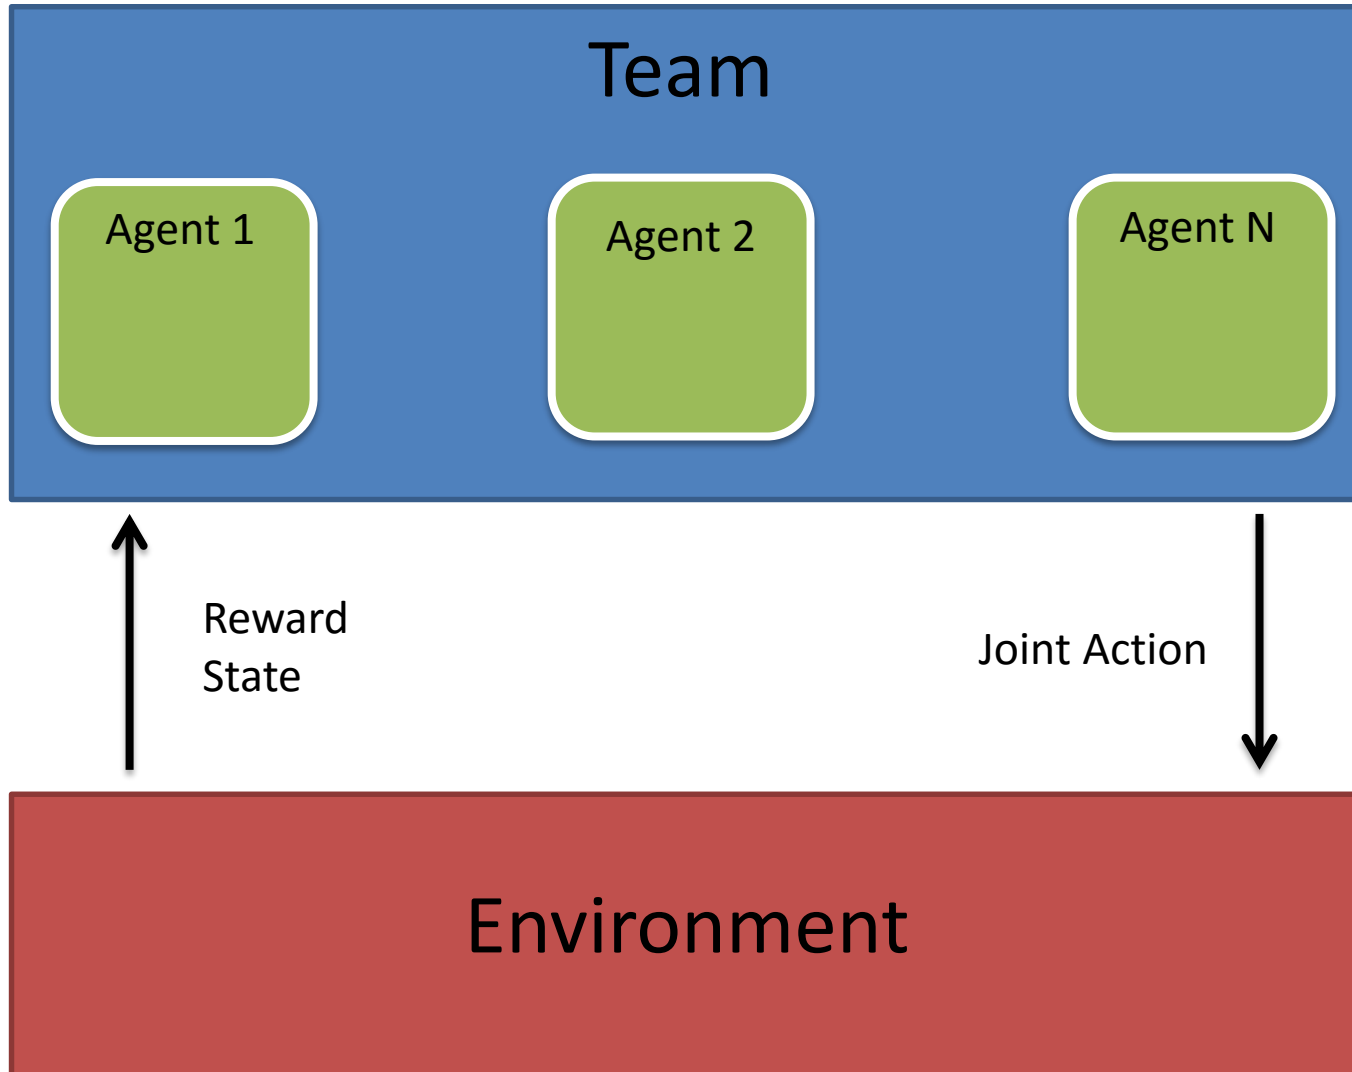 Team
Agent 1
Agent 2
Agent N
Reward
State
Joint Action
Environment